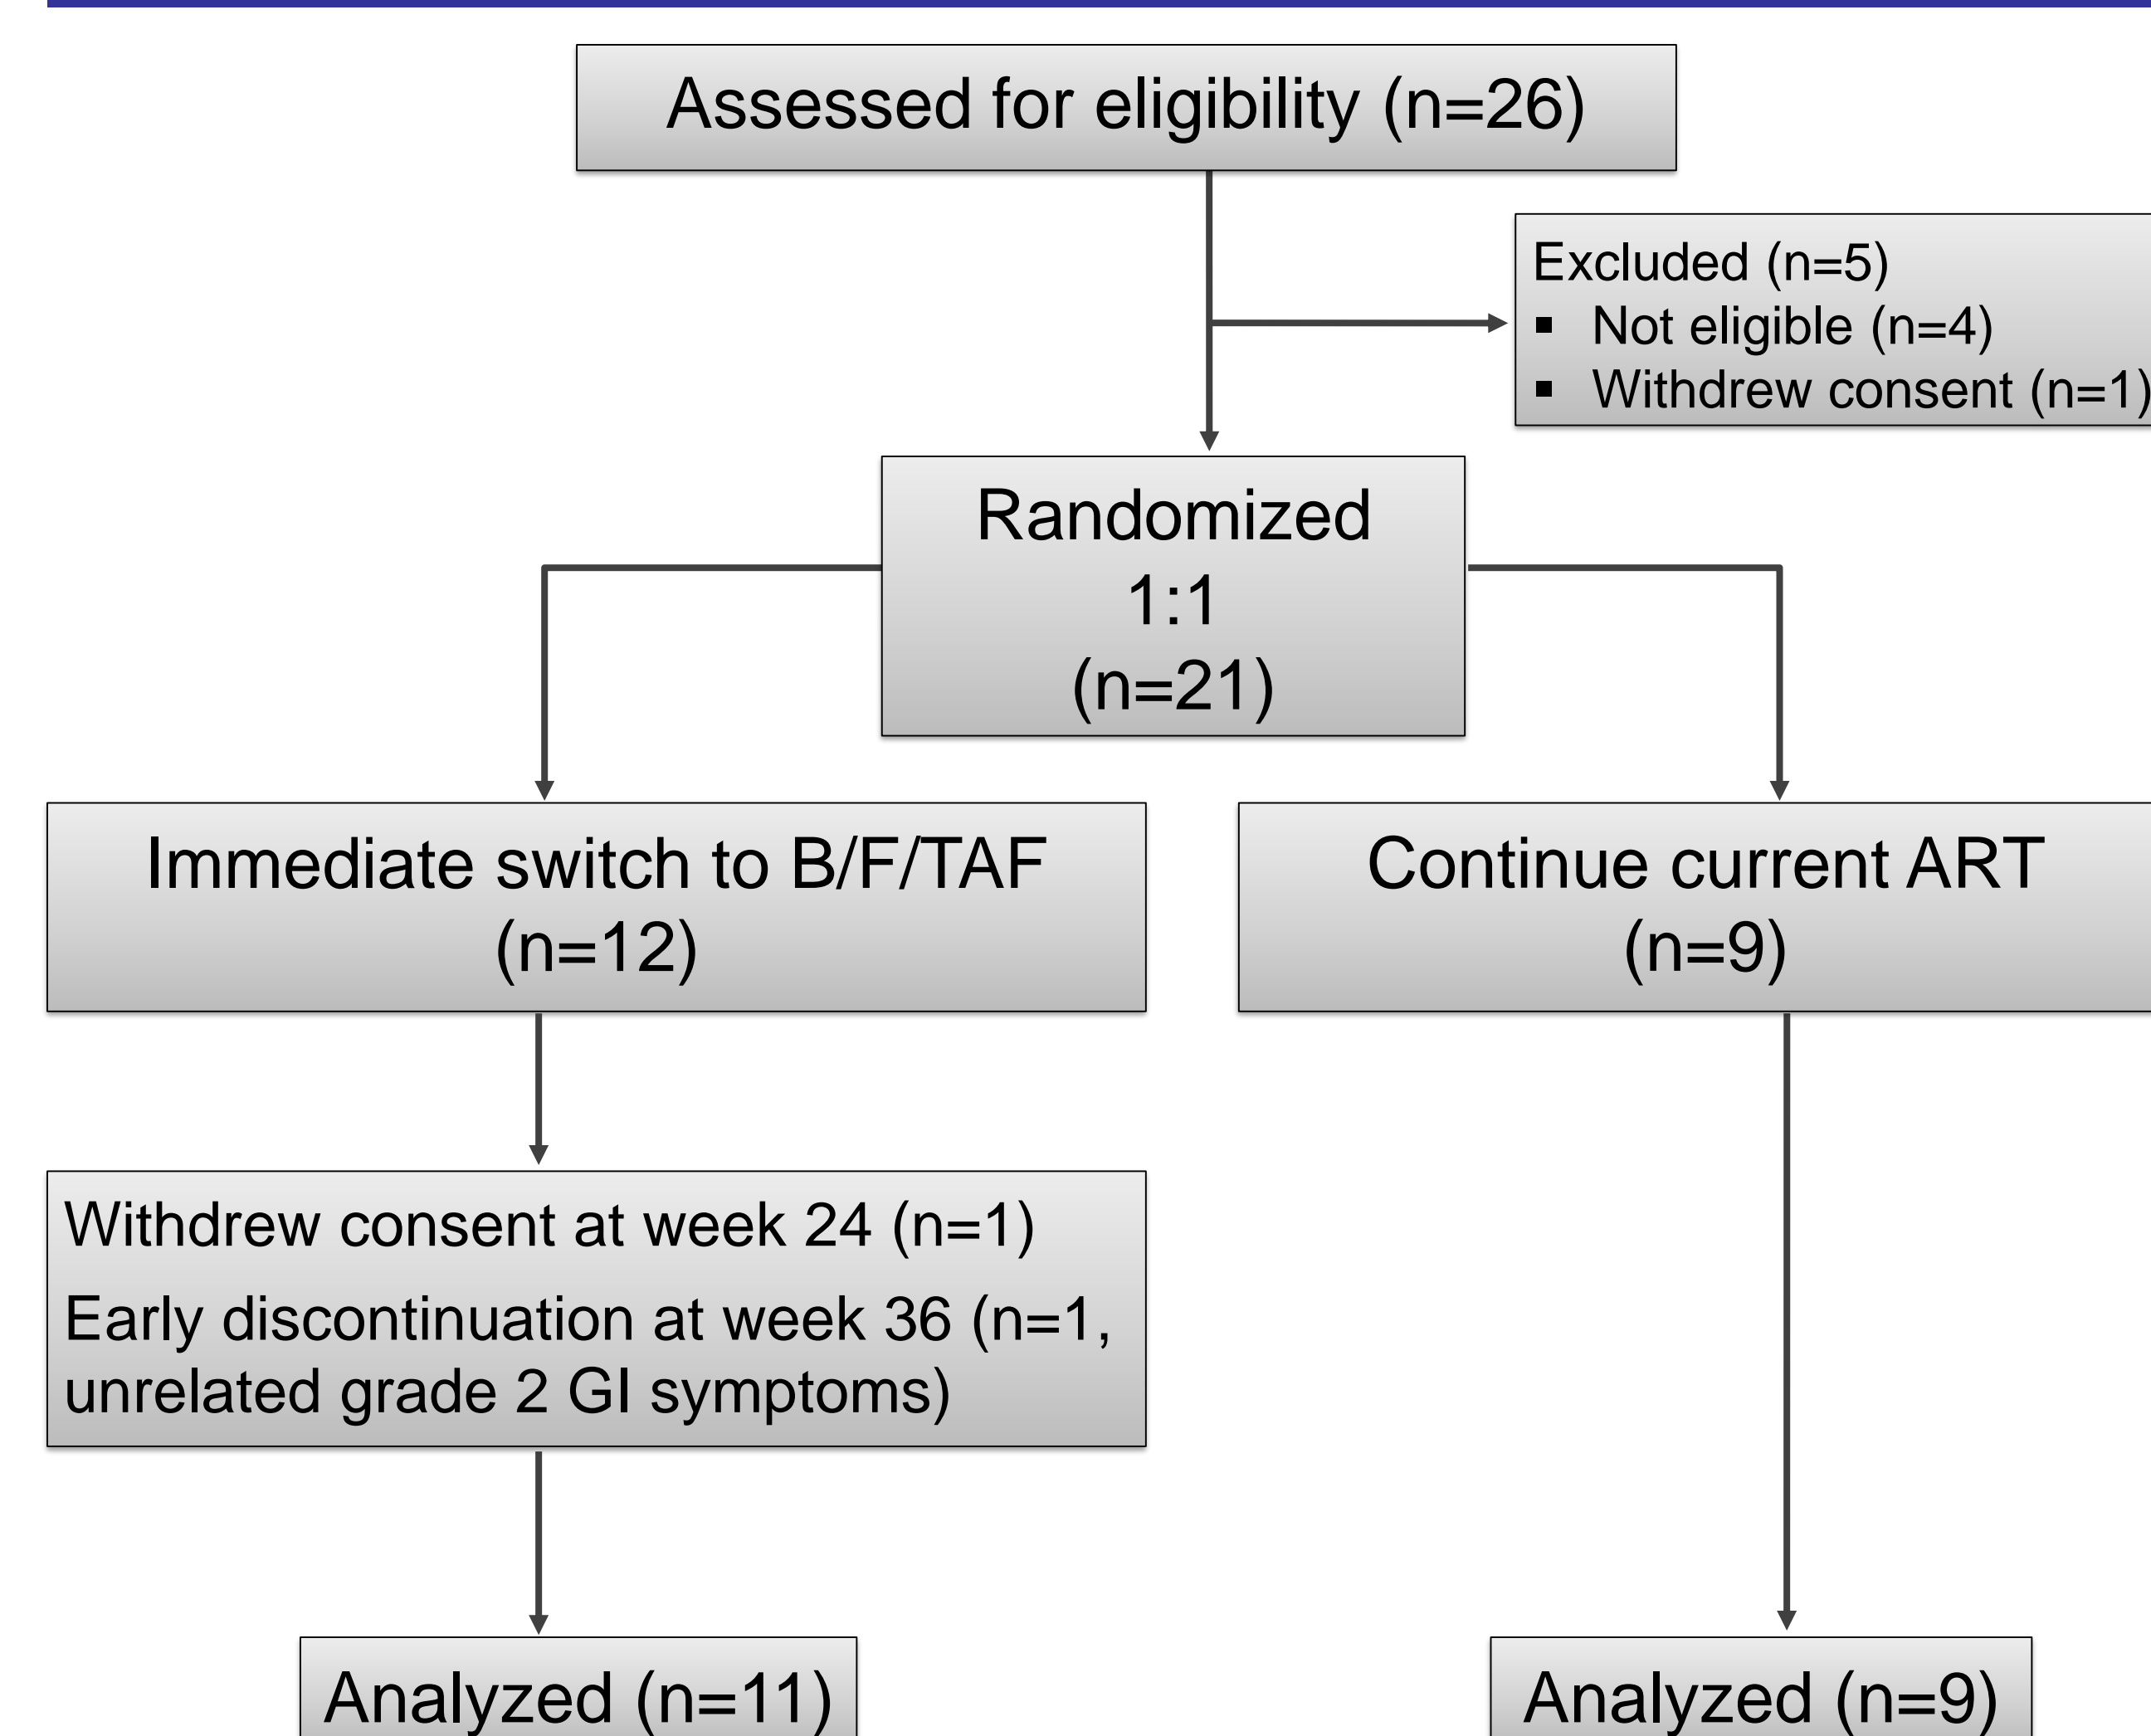 Assessed for eligibility (n=26)
Excluded (n=5)
▪ Not eligible (n=4)
▪ Withdrew consent (n=1)
Randomized
1:1
(n=21)
Immediate switch to B/F/TAF
(n=12)
Continue current ART
(n=9)
Withdrew consent at week 24 (n=1)
Early discontinuation at week 36 (n=1,
unrelated grade 2 GI symptoms)
Analyzed (n=11)
Analyzed (n=9)